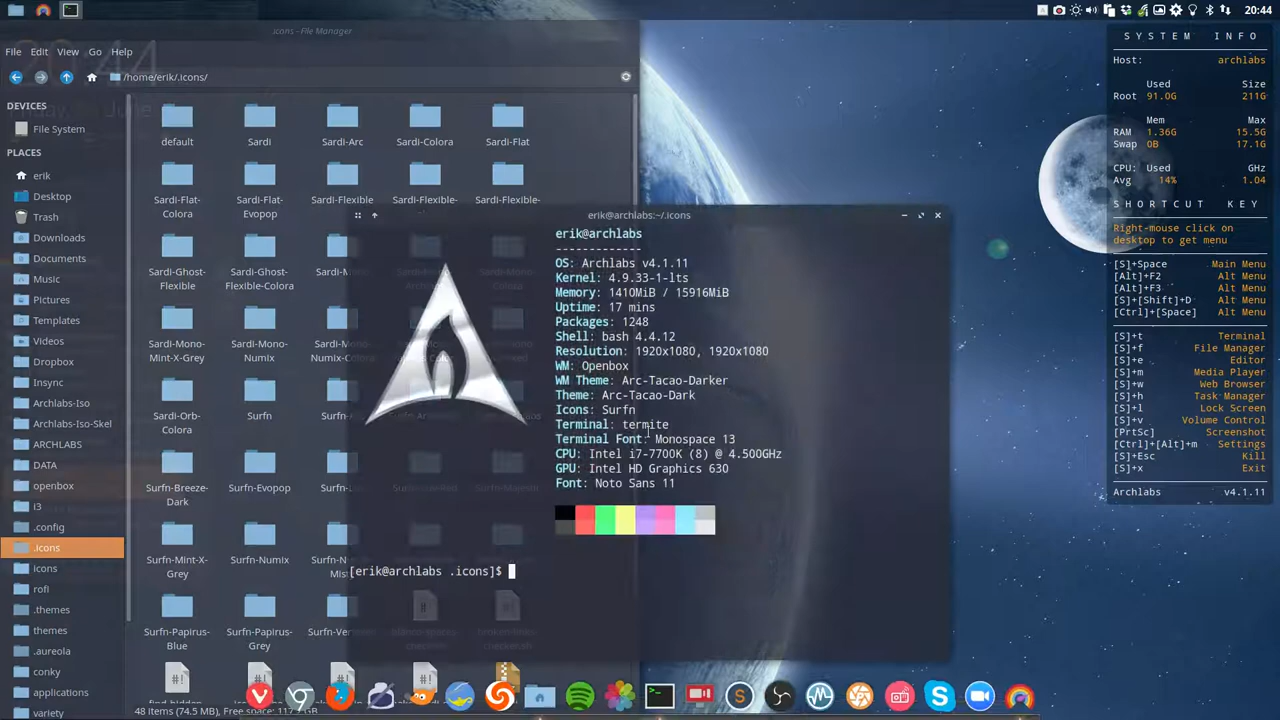 20:44
.icons - File Manager
File Edit View Go Help
/home/erik/.icons/
DEVICES
File System
PLACES
erik
Desktop
Trash
Downloads
Documents
Music
Pictures
Templates
Videos
Dropbox
Insync
Archlabs-Iso
Archlabs-Iso-Skel
ARCHLABS
DATA
openbox
i3
.config
.icons
Icons
rofi
.themes
themes
.aureola
conky
applications
variety
default Sardi Sardi-Arc Sardi-Colora Sardi-Flat
Sardi-Flat-Colora Sardi-Flat-Evopop Sardi-Flexible Sardi-Flexible- Sardi-Flexible-
Sardi-Ghost-Flexible Sardi-Ghost-Flexible-Colora
Sardi-Mono-Mint-X-Grey Sardi-Mono-Numix
Sardi-Orb-Colora Surfn
Surfn-Breeze-Dark Surfn-Evopop
Surfn-Mint-X-Grey Surfn-Numix
Surfn-Papirus-Blue Surfn-Papirus-Grey
48 items (74.5 MB), Free space:
erik@archlabs:~/.icons
erik@archlabs
-------------
OS: Archlabs v4.1.11
Kernel: 4.9.33-1-lts
Memory: 1410MiB / 15916MiB
Uptime: 17 mins
Packages: 1248
Shell: bash 4.4.12
Resolution: 1920x1080, 1920x1080
WM: Openbox
WM Theme: Arc-Tacao-Darker
Theme: Arc-Tacao-Dark
Icons: Surfn
Terminal: termite
Terminal Font: Monospace 13
CPU: Intel i7-7700K (8) @ 4.500GHz
GPU: Intel HD Graphics 630
Font: Noto Sans 11
[erik@archlabs .icons]$
SYSTEM INFO
Host: archlabs
Used Size
Root 91.0G 211G
Mem Max
RAM 1.36G 15.5G
Swap 0B 17.1G
CPU: Used GHz
Avg 14% 1.04
SHORTCUT KEY
Right-mouse click on
desktop to get menu
[S]+Space Main Menu
[Alt]+F2 Alt Menu
[Alt]+F3 Alt Menu
[S]+[Shift]+D Alt Menu
[Ctrl]+[Space] Alt Menu
[S]+t Terminal
[S]+f File Manager
[S]+e Editor
[S]+m Media Player
[S]+w Web Browser
[S]+h Task Manager
[S]+l Lock Screen
[S]+v Volume Control
[PrtSc] Screenshot
[Ctrl]+[Alt]+m Settings
[S]+Esc Kill
[S]+x Exit
Archlabs v4.1.11